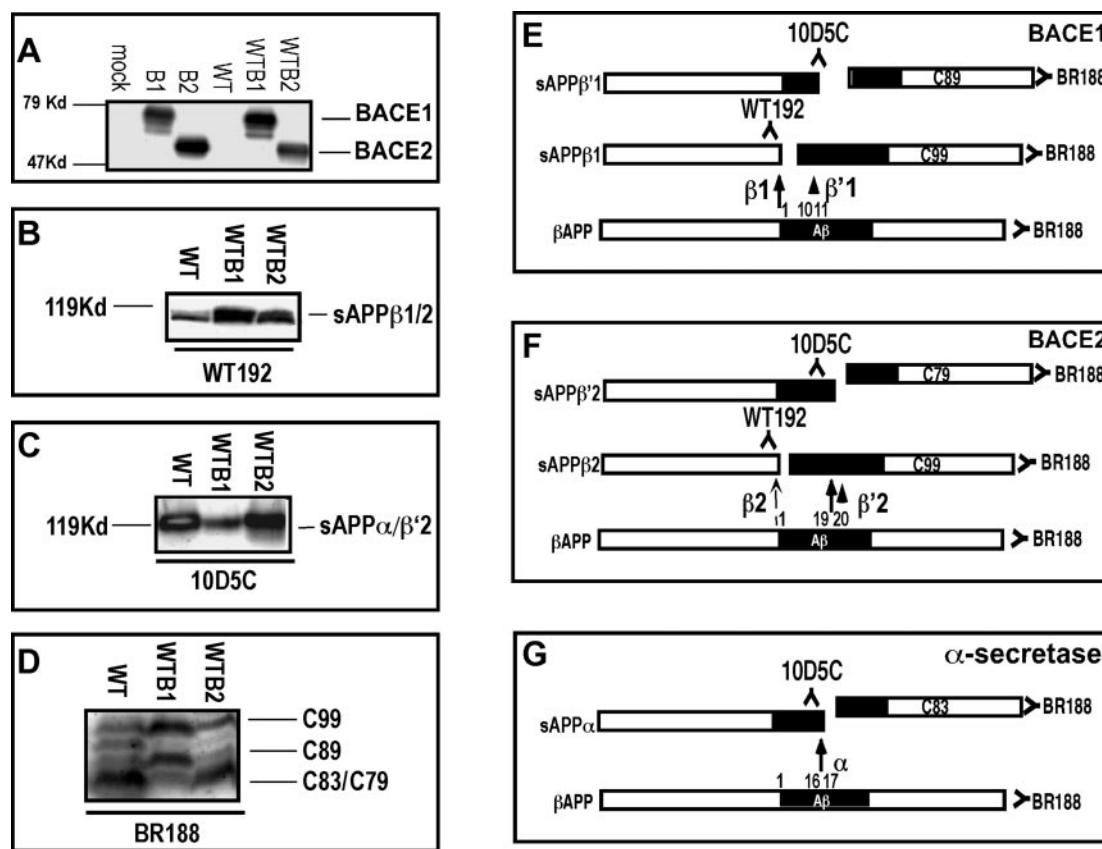 A
mock
B1
B2
WT
WTB1
WTB2
79 Kd
BACE1
BACE2
47Kd
B
WT
WTB1
WTB2
119Kd
sAPPβ1/2
WT192
C
WT
WTB1
WTB2
119Kd
sAPPα/β'2
10D5C
D
WT
WTB1
WTB2
C99
C89
C83/C79
BR188
E
BACE1
10D5C
sAPPβ'1
C89
BR188
WT192
sAPPβ1
C99
BR188
β1
β'1
1 1011
βAPP
Aβ
BR188
F
BACE2
10D5C
C79
BR188
sAPPβ'2
WT192
sAPPβ2
C99
BR188
β2
β'2
1 19 20
βAPP
Aβ
BR188
G
α-secretase
10D5C
C83
BR188
sAPPα
α
1 16 17
βAPP
Aβ
BR188